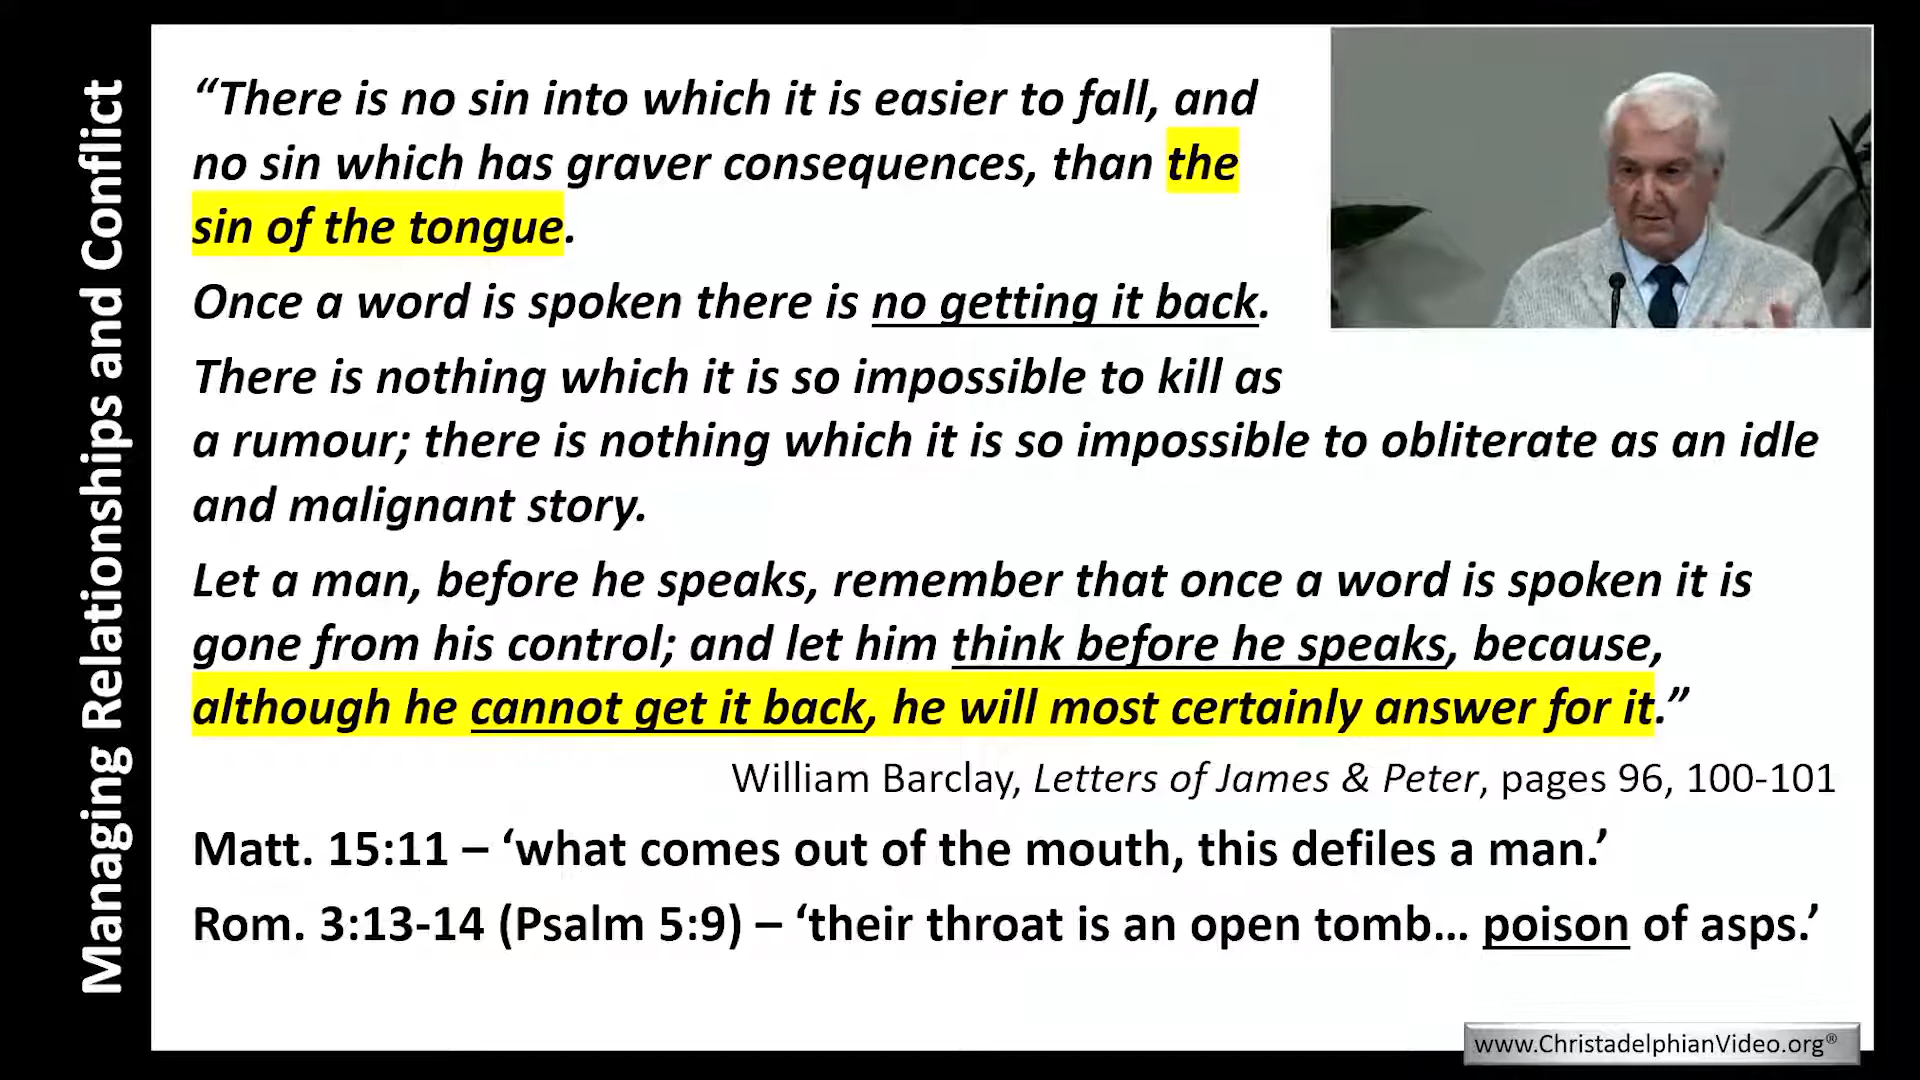 Managing Relationships and Conflict
“There is no sin into which it is easier to fall, and
no sin which has graver consequences, than the
sin of the tongue.
Once a word is spoken there is no getting it back.
There is nothing which it is so impossible to kill as
a rumour; there is nothing which it is so impossible to obliterate as an idle
and malignant story.
Let a man, before he speaks, remember that once a word is spoken it is
gone from his control; and let him think before he speaks, because,
although he cannot get it back, he will most certainly answer for it.”
William Barclay, Letters of James & Peter, pages 96, 100-101
Matt. 15:11 – ‘what comes out of the mouth, this defiles a man.’
Rom. 3:13-14 (Psalm 5:9) – ‘their throat is an open tomb... poison of asps.’
www.ChristadelphianVideo.org®